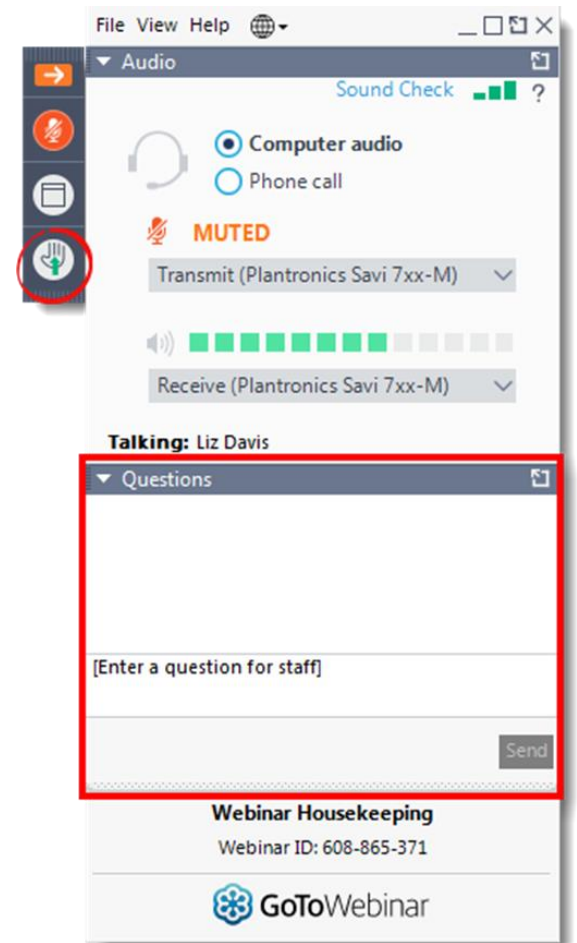 File View Help
Audio
Sound Check ?
Computer audio
Phone call
MUTED
Transmit (Plantronics Savi 7xx-M)
Receive (Plantronics Savi 7xx-M)
Talking: Liz Davis
Questions
[Enter a question for staff]
Send
Webinar Housekeeping
Webinar ID: 608-865-371
GoToWebinar